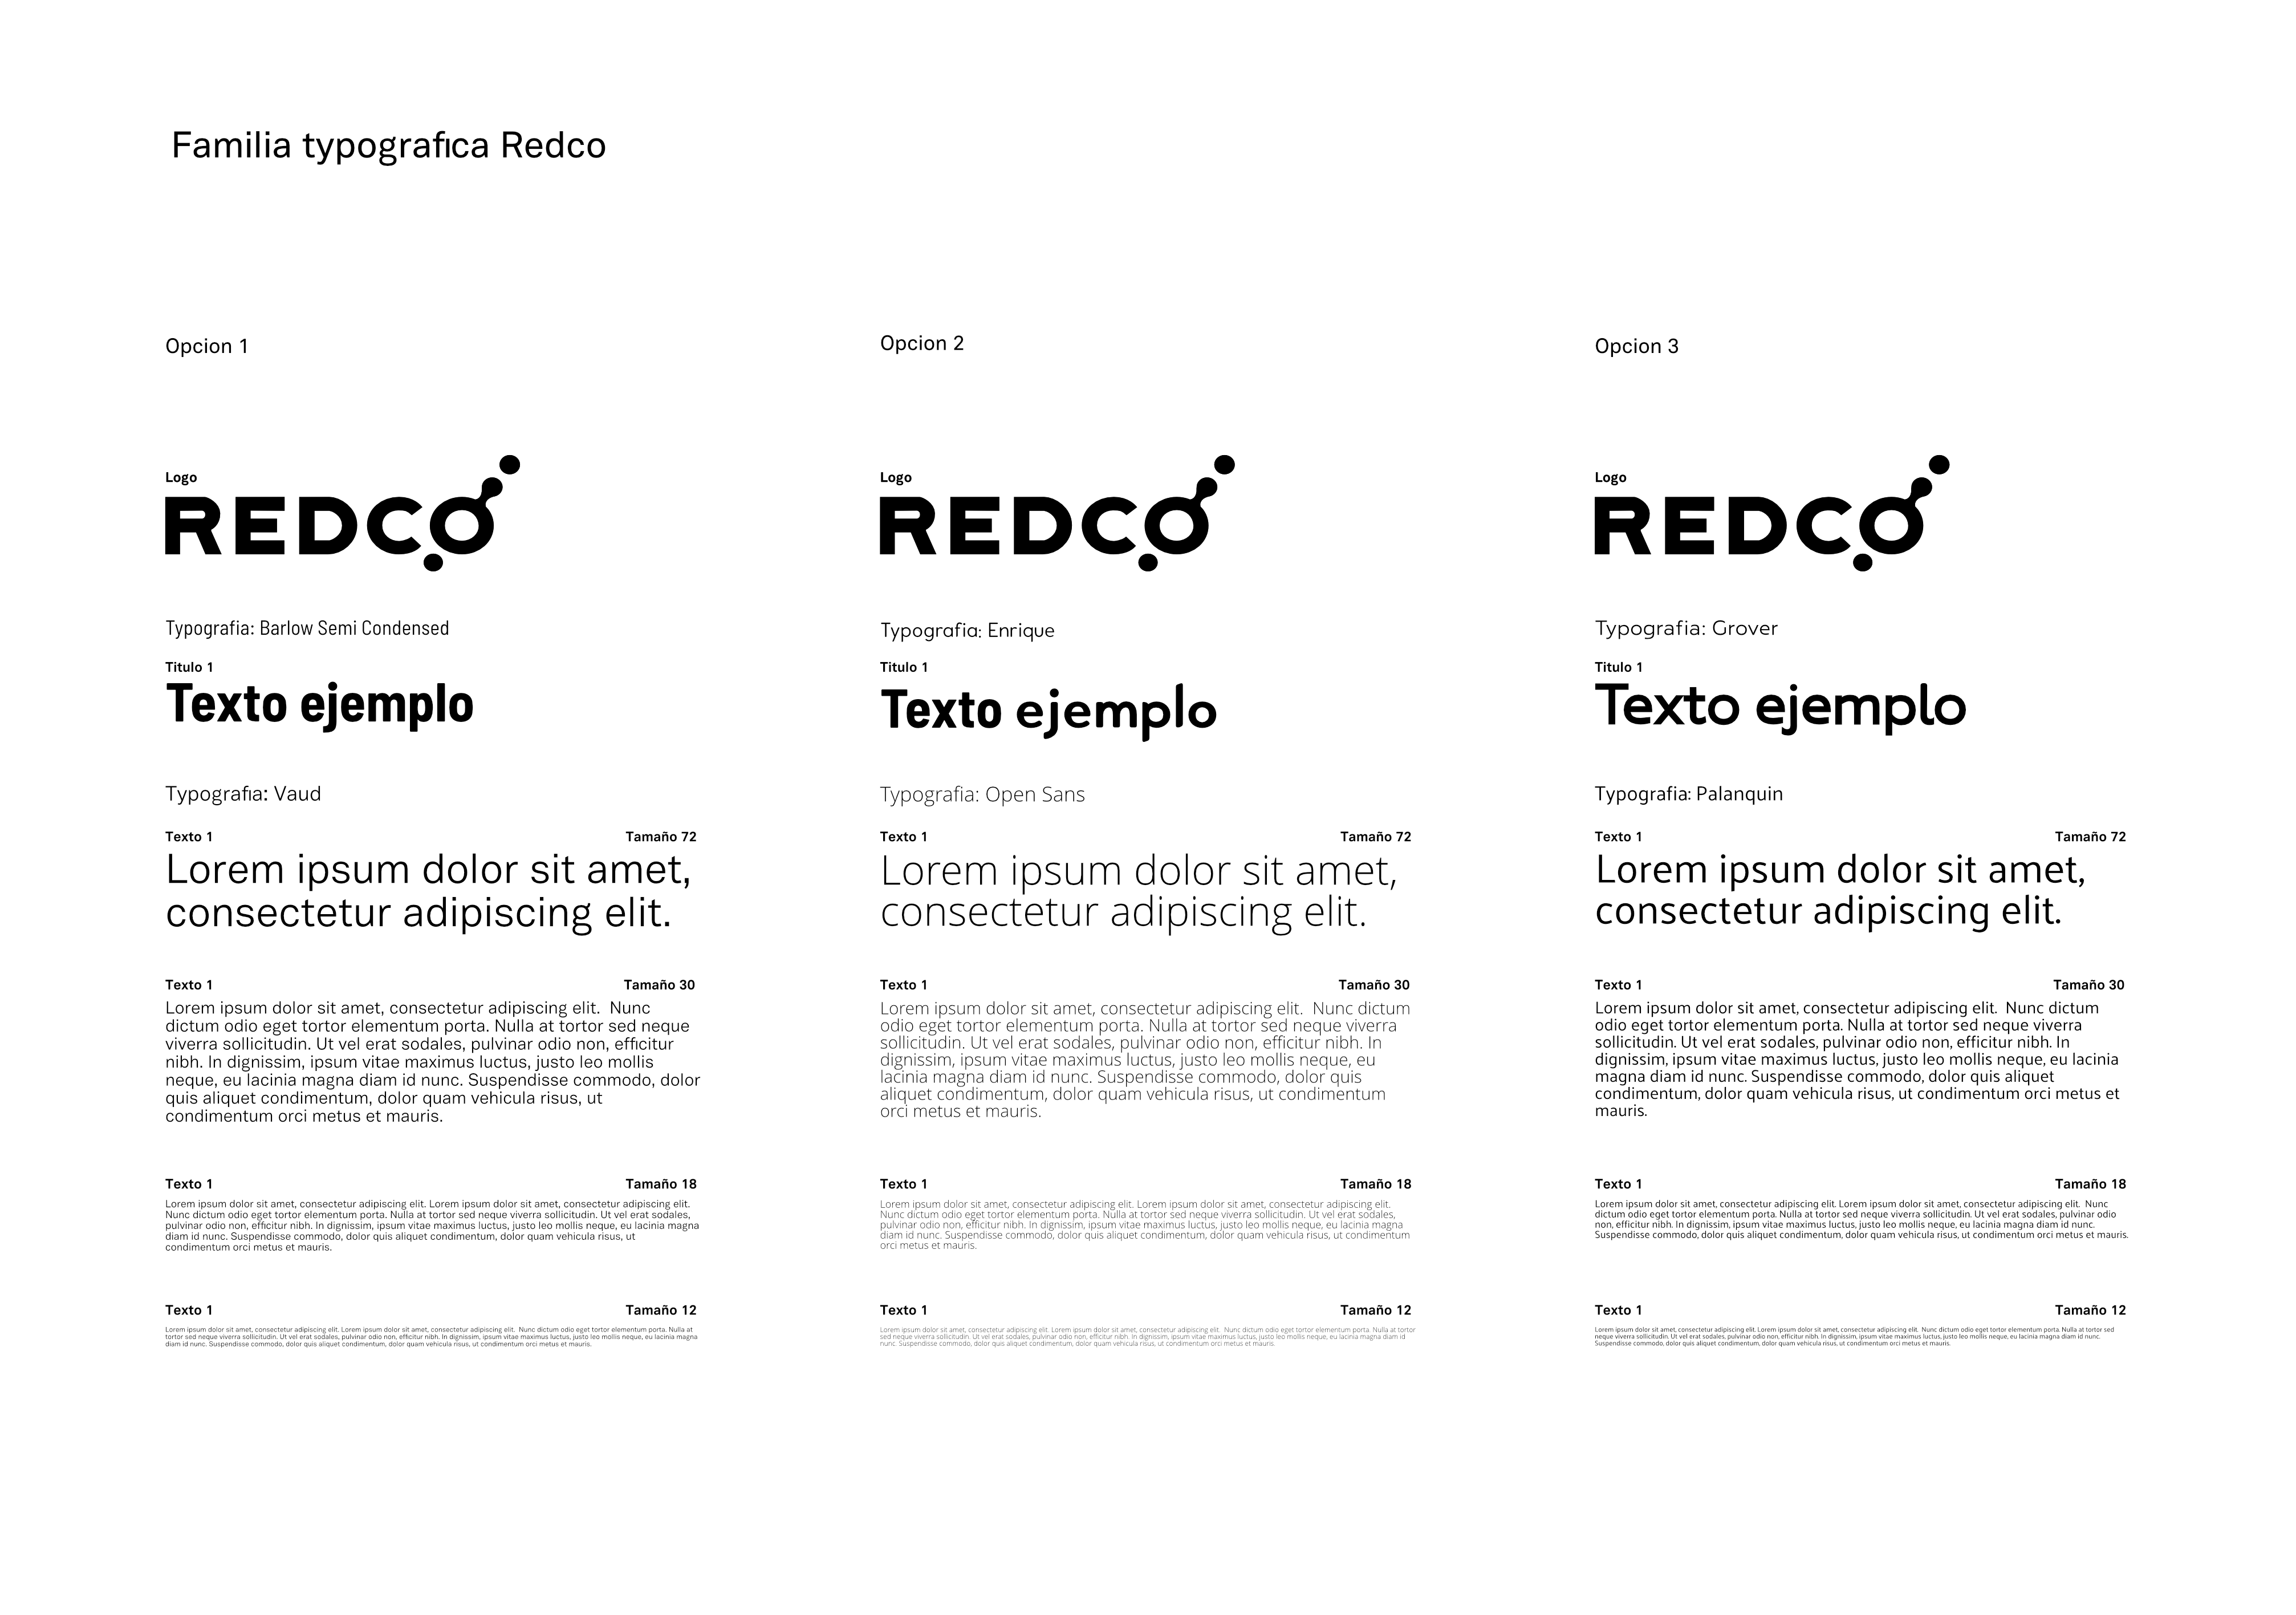 Familia typografica Redco
Opcion 1
Logo
REDCO
Typografia: Barlow Semi Condensed
Titulo 1
Texto ejemplo
Typografia: Vaud
Texto 1 Tamaño 72
Lorem ipsum dolor sit amet,
consectetur adipiscing elit.
Texto 1 Tamaño 30
Lorem ipsum dolor sit amet, consectetur adipiscing elit.  Nunc
dictum odio eget tortor elementum porta. Nulla at tortor sed neque
viverra sollicitudin. Ut vel erat sodales, pulvinar odio non, efficitur
nibh. In dignissim, ipsum vitae maximus luctus, justo leo mollis
neque, eu lacinia magna diam id nunc. Suspendisse commodo, dolor
quis aliquet condimentum, dolor quam vehicula risus, ut
condimentum orci metus et mauris.
Texto 1 Tamaño 18
Lorem ipsum dolor sit amet, consectetur adipiscing elit. Lorem ipsum dolor sit amet, consectetur adipiscing elit.
Nunc dictum odio eget tortor elementum porta. Nulla at tortor sed neque viverra sollicitudin. Ut vel erat sodales,
pulvinar odio non, efficitur nibh. In dignissim, ipsum vitae maximus luctus, justo leo mollis neque, eu lacinia magna
diam id nunc. Suspendisse commodo, dolor quis aliquet condimentum, dolor quam vehicula risus, ut
condimentum orci metus et mauris.
Texto 1 Tamaño 12
Lorem ipsum dolor sit amet, consectetur adipiscing elit. Lorem ipsum dolor sit amet, consectetur adipiscing elit.  Nunc dictum odio eget tortor elementum porta. Nulla at
tortor sed neque viverra sollicitudin. Ut vel erat sodales, pulvinar odio non, efficitur nibh. In dignissim, ipsum vitae maximus luctus, justo leo mollis neque, eu lacinia magna
diam id nunc. Suspendisse commodo, dolor quis aliquet condimentum, dolor quam vehicula risus, ut condimentum orci metus et mauris.
Opcion 2
Logo
REDCO
Typografia: Enrique
Titulo 1
Texto ejemplo
Typografia: Open Sans
Texto 1 Tamaño 72
Lorem ipsum dolor sit amet,
consectetur adipiscing elit.
Texto 1 Tamaño 30
Lorem ipsum dolor sit amet, consectetur adipiscing elit.  Nunc dictum
odio eget tortor elementum porta. Nulla at tortor sed neque viverra
sollicitudin. Ut vel erat sodales, pulvinar odio non, efficitur nibh. In
dignissim, ipsum vitae maximus luctus, justo leo mollis neque, eu
lacinia magna diam id nunc. Suspendisse commodo, dolor quis
aliquet condimentum, dolor quam vehicula risus, ut condimentum
orci metus et mauris.
Texto 1 Tamaño 18
Lorem ipsum dolor sit amet, consectetur adipiscing elit. Lorem ipsum dolor sit amet, consectetur adipiscing elit.
Nunc dictum odio eget tortor elementum porta. Nulla at tortor sed neque viverra sollicitudin. Ut vel erat sodales,
pulvinar odio non, efficitur nibh. In dignissim, ipsum vitae maximus luctus, justo leo mollis neque, eu lacinia magna
diam id nunc. Suspendisse commodo, dolor quis aliquet condimentum, dolor quam vehicula risus, ut condimentum
orci metus et mauris.
Texto 1 Tamaño 12
Lorem ipsum dolor sit amet, consectetur adipiscing elit. Lorem ipsum dolor sit amet, consectetur adipiscing elit.  Nunc dictum odio eget tortor elementum porta. Nulla at tortor
sed neque viverra sollicitudin. Ut vel erat sodales, pulvinar odio non, efficitur nibh. In dignissim, ipsum vitae maximus luctus, justo leo mollis neque, eu lacinia magna diam id
nunc. Suspendisse commodo, dolor quis aliquet condimentum, dolor quam vehicula risus, ut condimentum orci metus et mauris.
Opcion 3
Logo
REDCO
Typografia: Grover
Titulo 1
Texto ejemplo
Typografia: Palanquin
Texto 1 Tamaño 72
Lorem ipsum dolor sit amet,
consectetur adipiscing elit.
Texto 1 Tamaño 30
Lorem ipsum dolor sit amet, consectetur adipiscing elit.  Nunc dictum
odio eget tortor elementum porta. Nulla at tortor sed neque viverra
sollicitudin. Ut vel erat sodales, pulvinar odio non, efficitur nibh. In
dignissim, ipsum vitae maximus luctus, justo leo mollis neque, eu lacinia
magna diam id nunc. Suspendisse commodo, dolor quis aliquet
condimentum, dolor quam vehicula risus, ut condimentum orci metus et
mauris.
Texto 1 Tamaño 18
Lorem ipsum dolor sit amet, consectetur adipiscing elit. Lorem ipsum dolor sit amet, consectetur adipiscing elit.  Nunc
dictum odio eget tortor elementum porta. Nulla at tortor sed neque viverra sollicitudin. Ut vel erat sodales, pulvinar odio
non, efficitur nibh. In dignissim, ipsum vitae maximus luctus, justo leo mollis neque, eu lacinia magna diam id nunc.
Suspendisse commodo, dolor quis aliquet condimentum, dolor quam vehicula risus, ut condimentum orci metus et mauris.
Texto 1 Tamaño 12
Lorem ipsum dolor sit amet, consectetur adipiscing elit. Lorem ipsum dolor sit amet, consectetur adipiscing elit.  Nunc dictum odio eget tortor elementum porta. Nulla at tortor sed
neque viverra sollicitudin. Ut vel erat sodales, pulvinar odio non, efficitur nibh. In dignissim, ipsum vitae maximus luctus, justo leo mollis neque, eu lacinia magna diam id nunc.
Suspendisse commodo, dolor quis aliquet condimentum, dolor quam vehicula risus, ut condimentum orci metus et mauris.